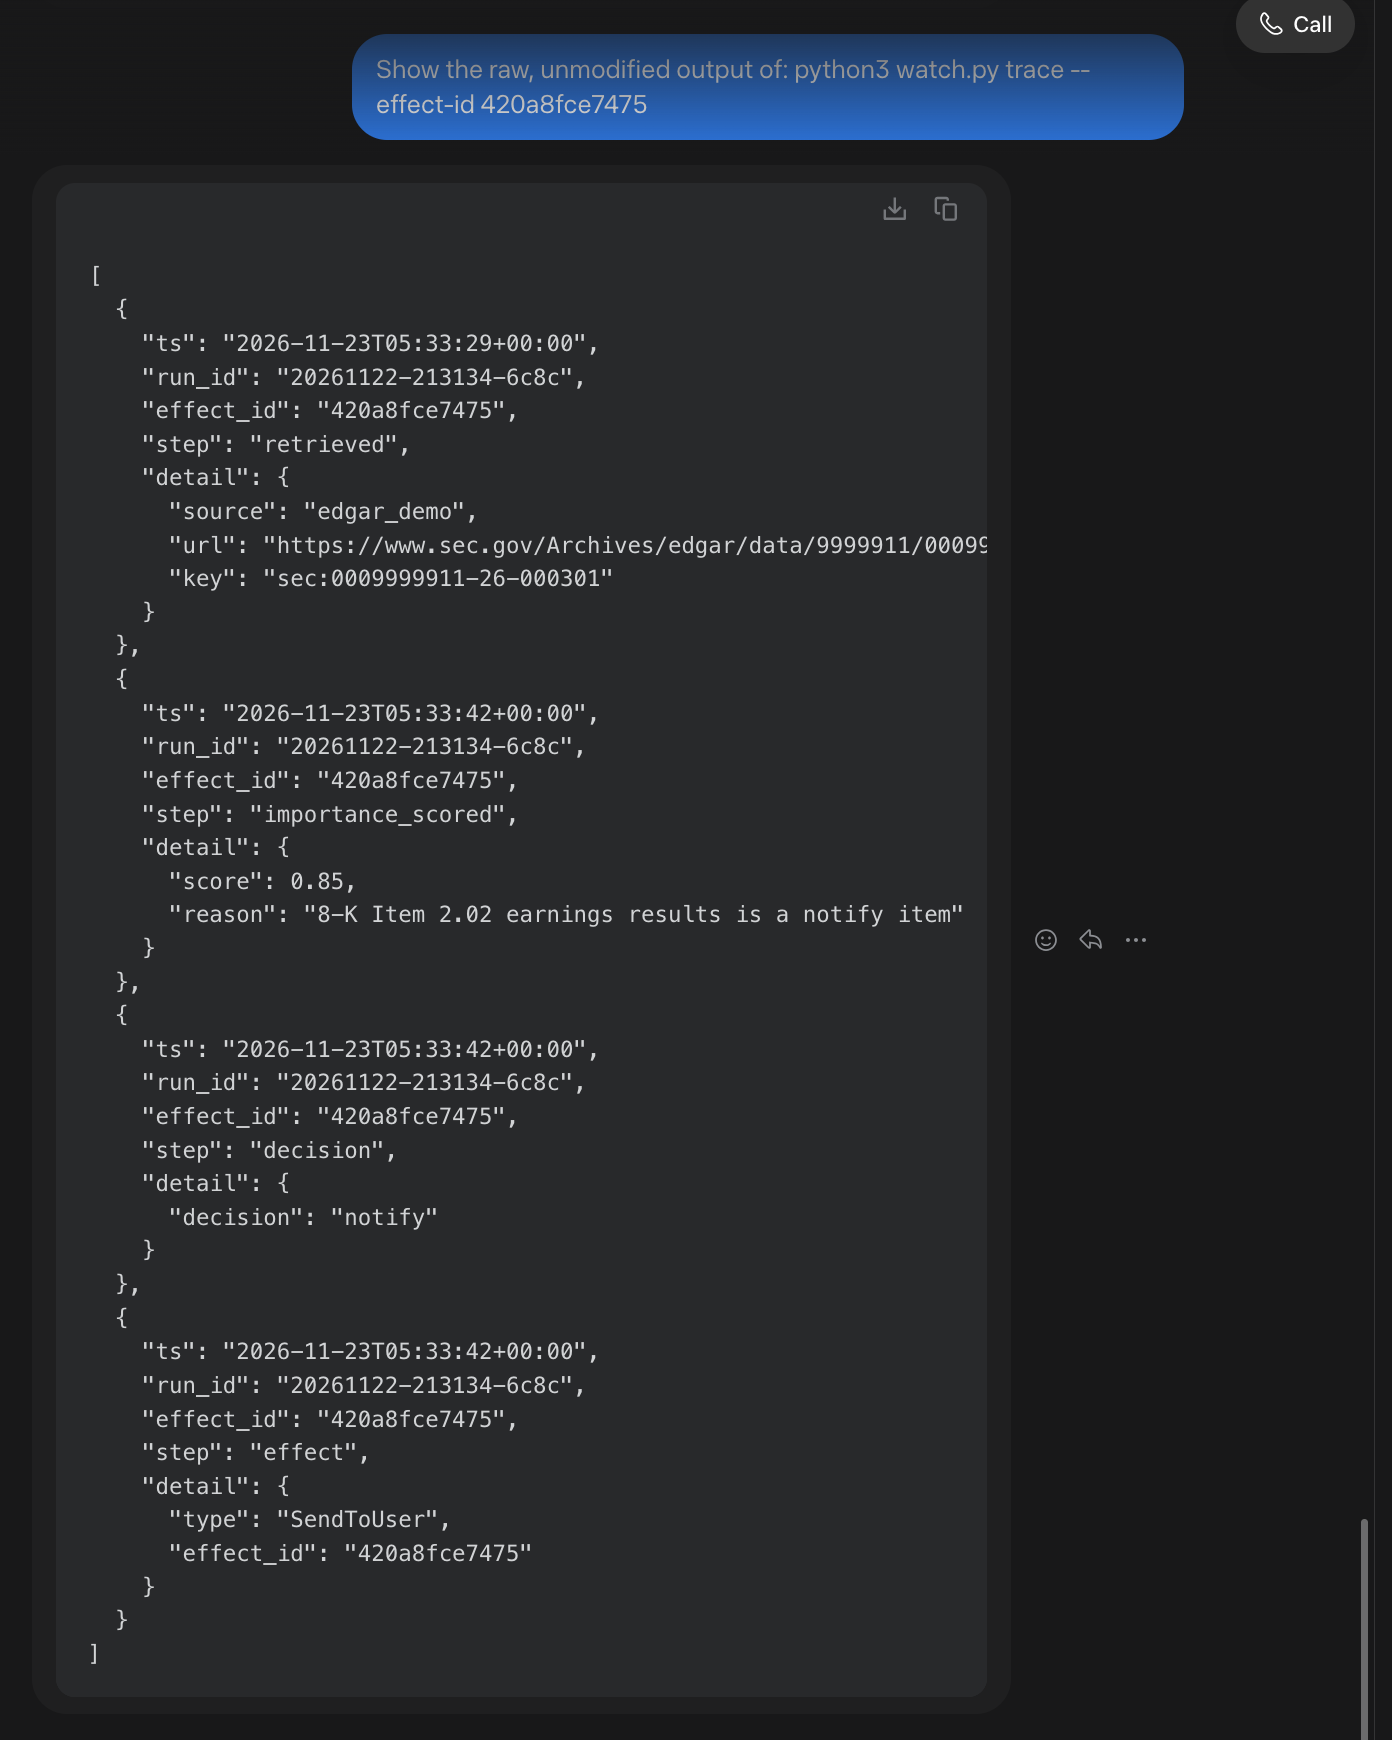 Call
Show the raw, unmodified output of: python3 watch.py trace --
effect-id 420a8fce7475
[
  {
    "ts": "2026-11-23T05:33:29+00:00",
    "run_id": "20261122-213134-6c8c",
    "effect_id": "420a8fce7475",
    "step": "retrieved",
    "detail": {
      "source": "edgar_demo",
      "url": "https://www.sec.gov/Archives/edgar/data/9999911/00099
      "key": "sec:0009999911-26-000301"
    }
  },
  {
    "ts": "2026-11-23T05:33:42+00:00",
    "run_id": "20261122-213134-6c8c",
    "effect_id": "420a8fce7475",
    "step": "importance_scored",
    "detail": {
      "score": 0.85,
      "reason": "8-K Item 2.02 earnings results is a notify item"
    }
  },
  {
    "ts": "2026-11-23T05:33:42+00:00",
    "run_id": "20261122-213134-6c8c",
    "effect_id": "420a8fce7475",
    "step": "decision",
    "detail": {
      "decision": "notify"
    }
  },
  {
    "ts": "2026-11-23T05:33:42+00:00",
    "run_id": "20261122-213134-6c8c",
    "effect_id": "420a8fce7475",
    "step": "effect",
    "detail": {
      "type": "SendToUser",
      "effect_id": "420a8fce7475"
    }
  }
]